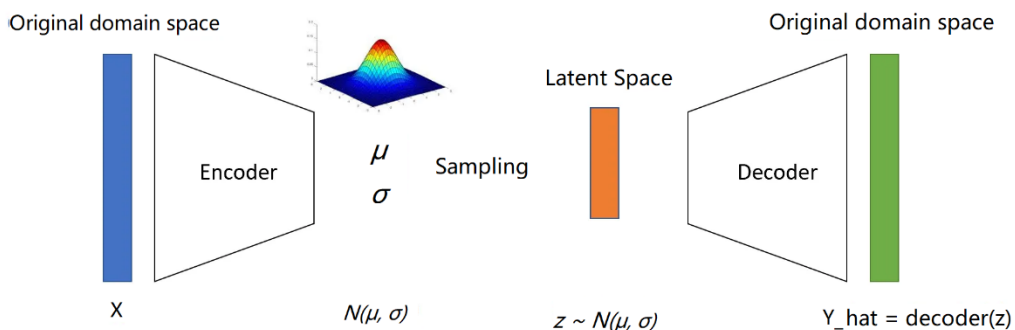 Original domain space
Original domain space
Latent Space
Encoder
μ
σ
Sampling
Decoder
X
N(μ, σ)
z ~ N(μ, σ)
Y_hat = decoder(z)